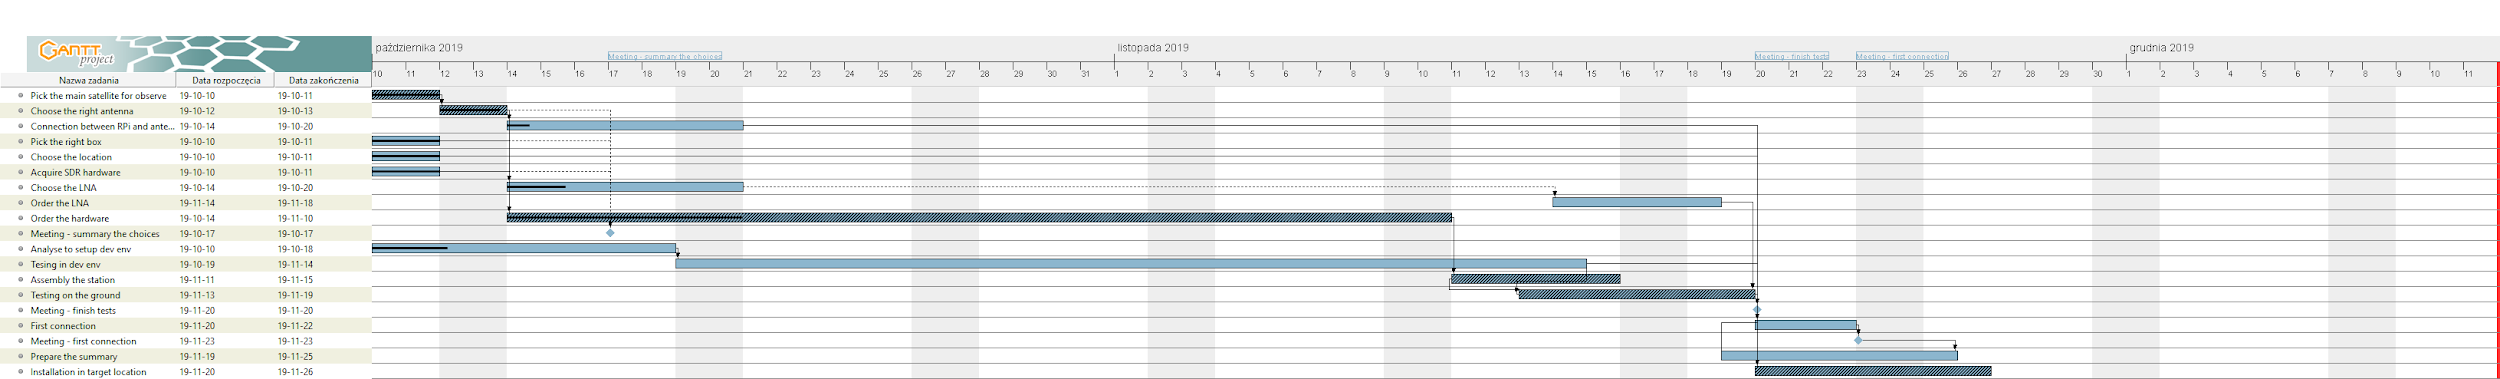 października 2019 listopada 2019 grudnia 2019
GANTT project
Meeting - summary the choices Meeting - finish tests Meeting - first connection
10 11 12 13 14 15 16 17 18 19 20 21 22 23 24 25 26 27 28 29 30 31 1 2 3 4 5 6 7 8 9 10 11 12 13 14 15 16 17 18 19 20 21 22 23 24 25 26 27 28 29 30 1 2 3 4 5 6 7 8 9 10 11
Nazwa zadania Data rozpoczęcia Data zakończenia
Pick the main satellite for observe 19-10-10 19-10-11
Choose the right antenna 19-10-12 19-10-13
Connection between RPi and ante... 19-10-14 19-10-20
Pick the right box 19-10-10 19-10-11
Choose the location 19-10-10 19-10-11
Acquire SDR hardware 19-10-10 19-10-11
Choose the LNA 19-10-14 19-10-20
Order the LNA 19-11-14 19-11-18
Order the hardware 19-10-14 19-11-10
Meeting - summary the choices 19-10-17 19-10-17
Analyse to setup dev env 19-10-10 19-10-18
Tesing in dev env 19-10-19 19-11-14
Assembly the station 19-11-11 19-11-15
Testing on the ground 19-11-13 19-11-19
Meeting - finish tests 19-11-20 19-11-20
First connection 19-11-20 19-11-22
Meeting - first connection 19-11-23 19-11-23
Prepare the summary 19-11-19 19-11-25
Installation in target location 19-11-20 19-11-26